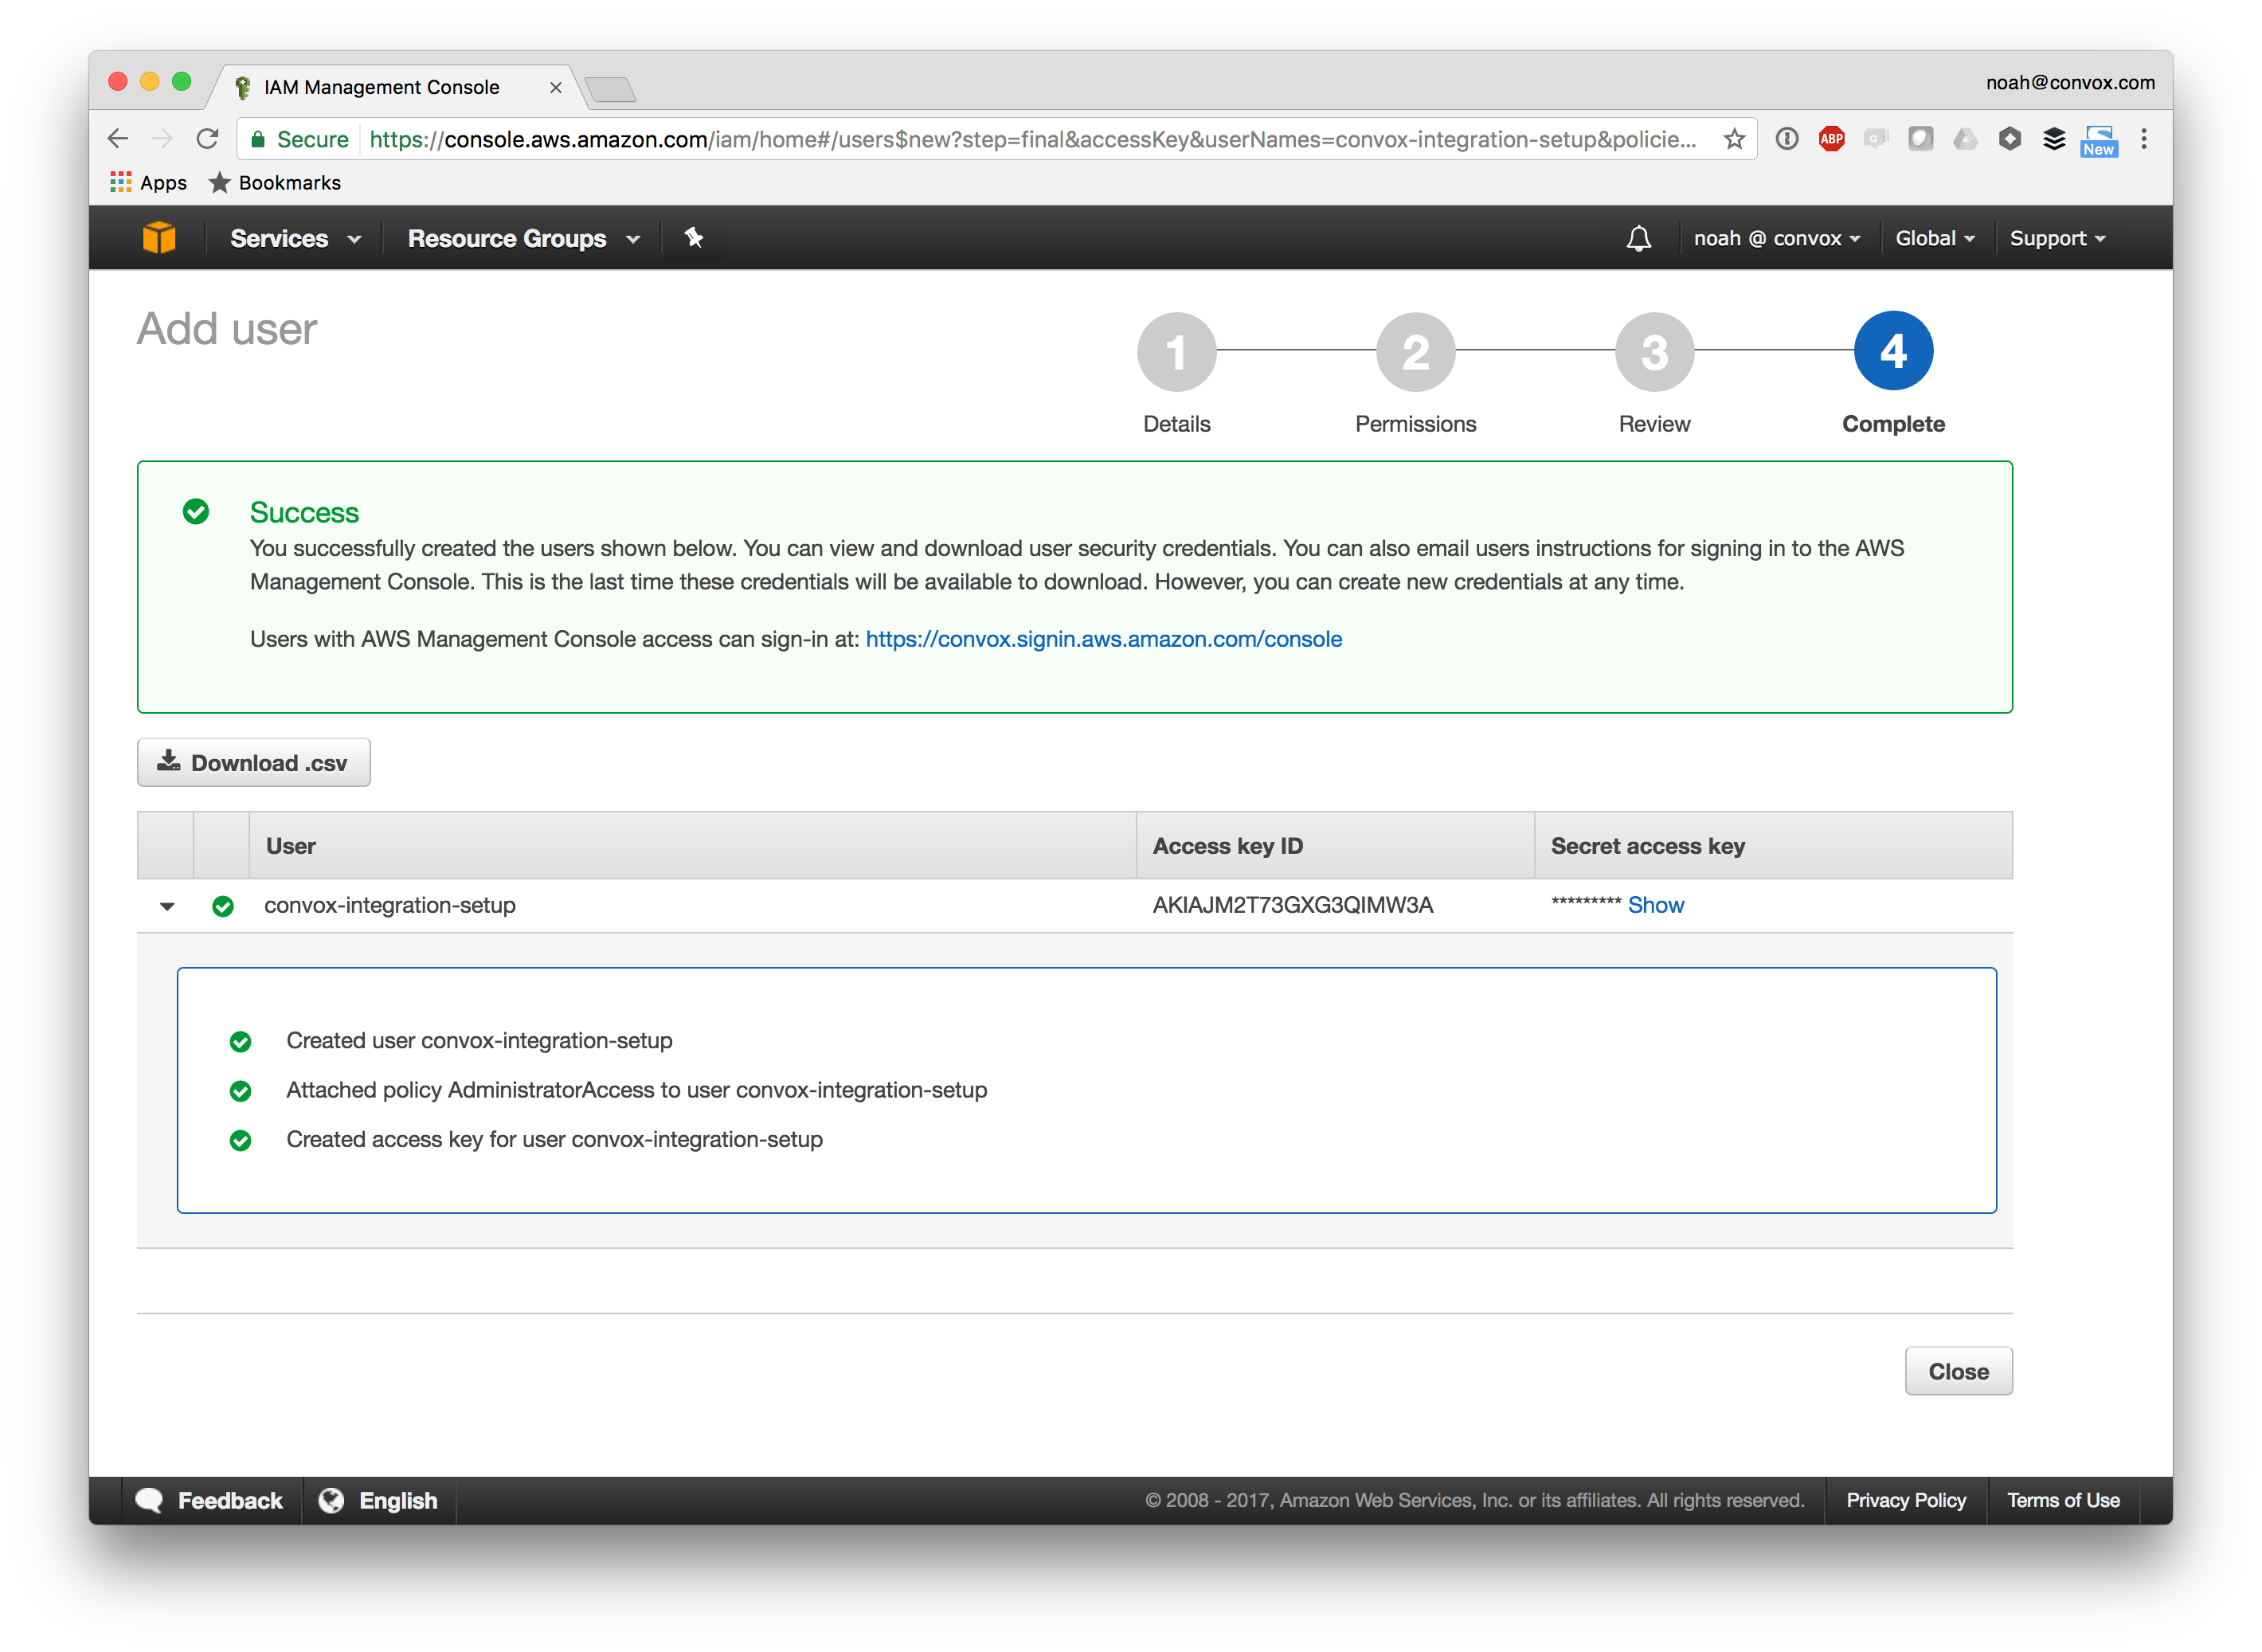 IAM Management Console
noah@convox.com
Secure https://console.aws.amazon.com/iam/home#/users$new?step=final&accessKey&userNames=convox-integration-setup&policie...
ABP
New
Apps Bookmarks
Services Resource Groups noah @ convox Global Support
Add user
1 2 3 4
Details Permissions Review Complete
Success
You successfully created the users shown below. You can view and download user security credentials. You can also email users instructions for signing in to the AWS
Management Console. This is the last time these credentials will be available to download. However, you can create new credentials at any time.
Users with AWS Management Console access can sign-in at: https://convox.signin.aws.amazon.com/console
Download .csv
User Access key ID Secret access key
convox-integration-setup AKIAJM2T73GXG3QIMW3A ********* Show
Created user convox-integration-setup
Attached policy AdministratorAccess to user convox-integration-setup
Created access key for user convox-integration-setup
Close
Feedback English © 2008 - 2017, Amazon Web Services, Inc. or its affiliates. All rights reserved. Privacy Policy Terms of Use